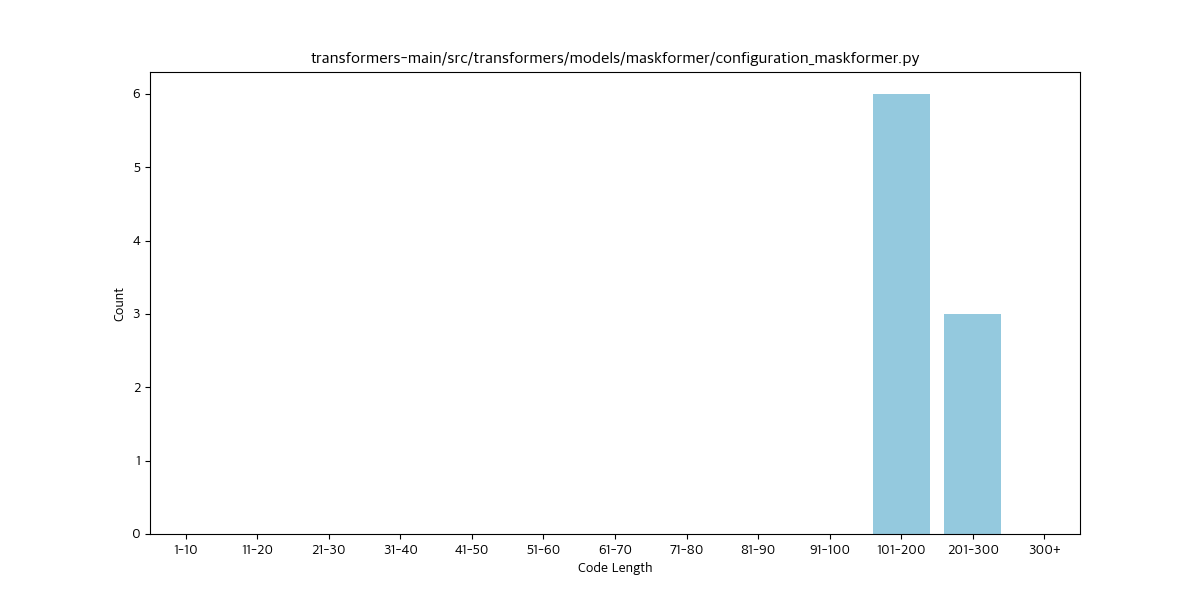 transformers-main/src/transformers/models/maskformer/configuration_maskformer.py
6
5
4
3
2
1
0
Count
1-10 11-20 21-30 31-40 41-50 51-60 61-70 71-80 81-90 91-100 101-200 201-300 300+
Code Length